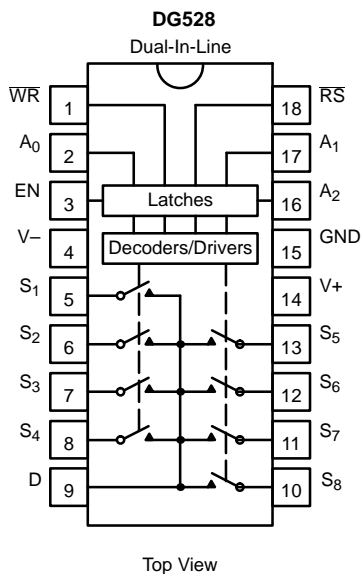 DG528
Dual-In-Line
W̅R̅ 1 18 R̅S̅
A0 2 17 A1
EN 3 Latches 16 A2
V– 4 Decoders/Drivers 15 GND
S1 5 14 V+
S2 6 13 S5
S3 7 12 S6
S4 8 11 S7
D 9 10 S8
Top View